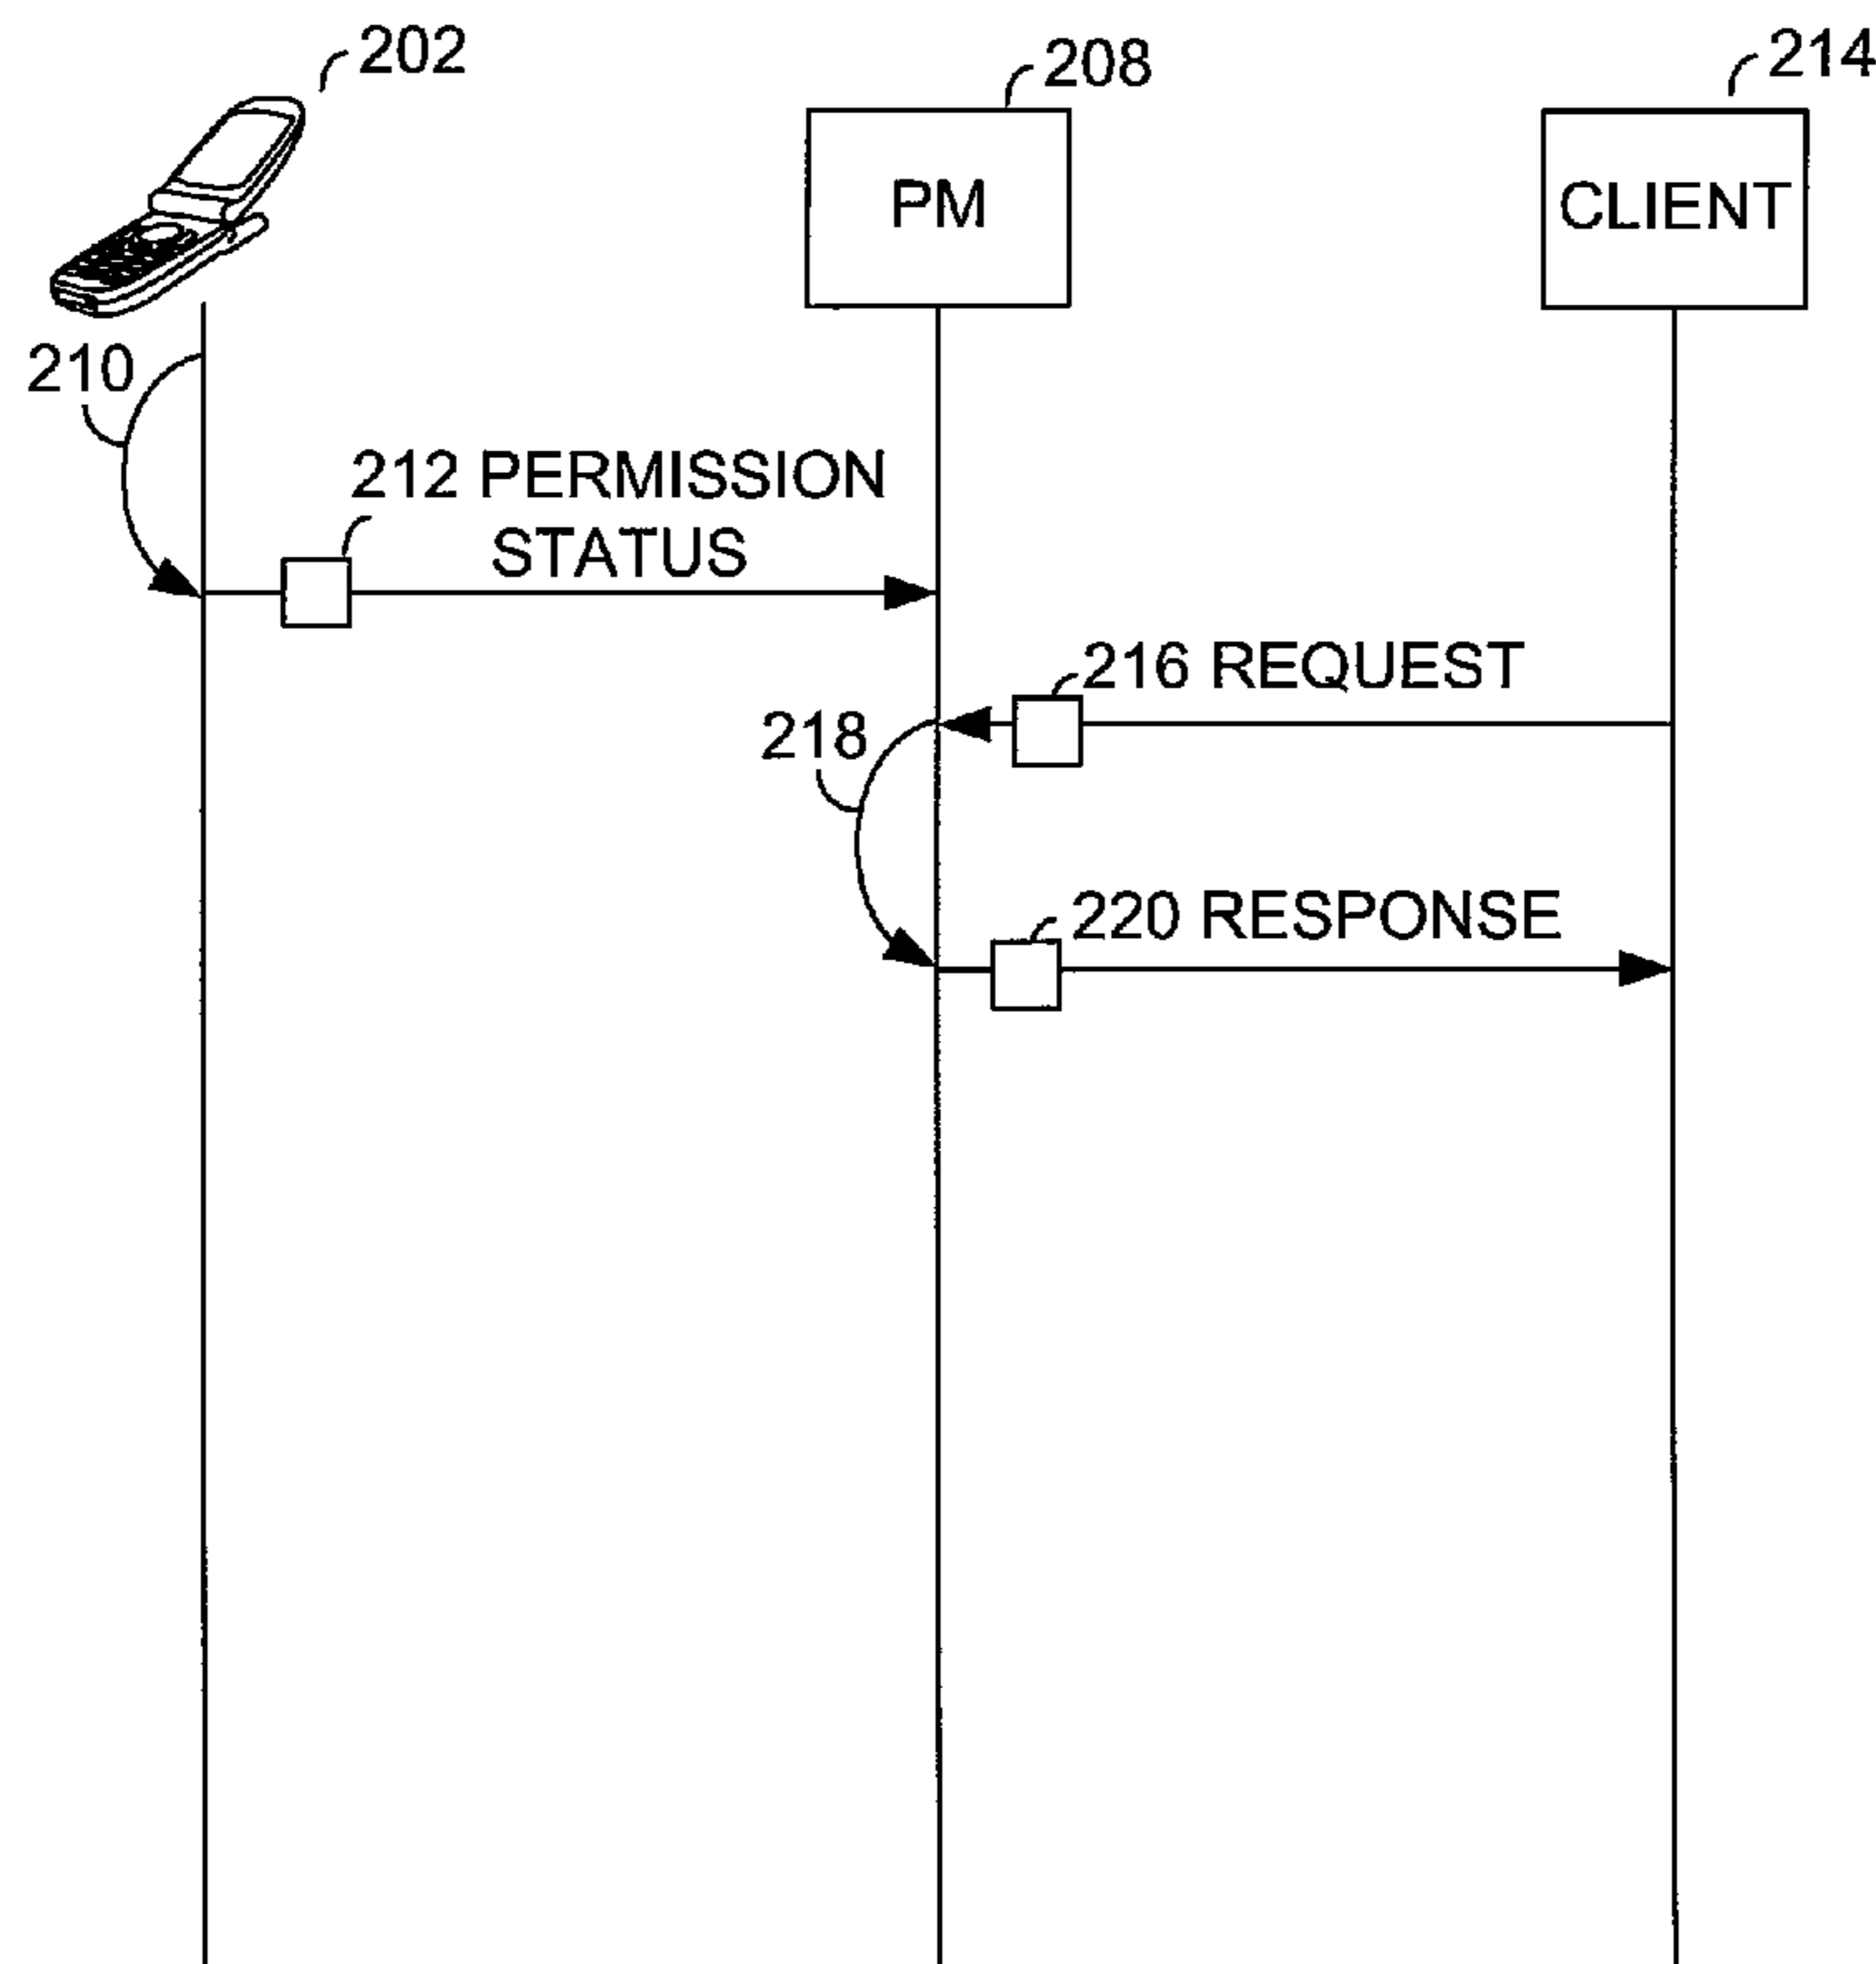 202
208
214
PM
CLIENT
210
212 PERMISSION
STATUS
216 REQUEST
218
220 RESPONSE